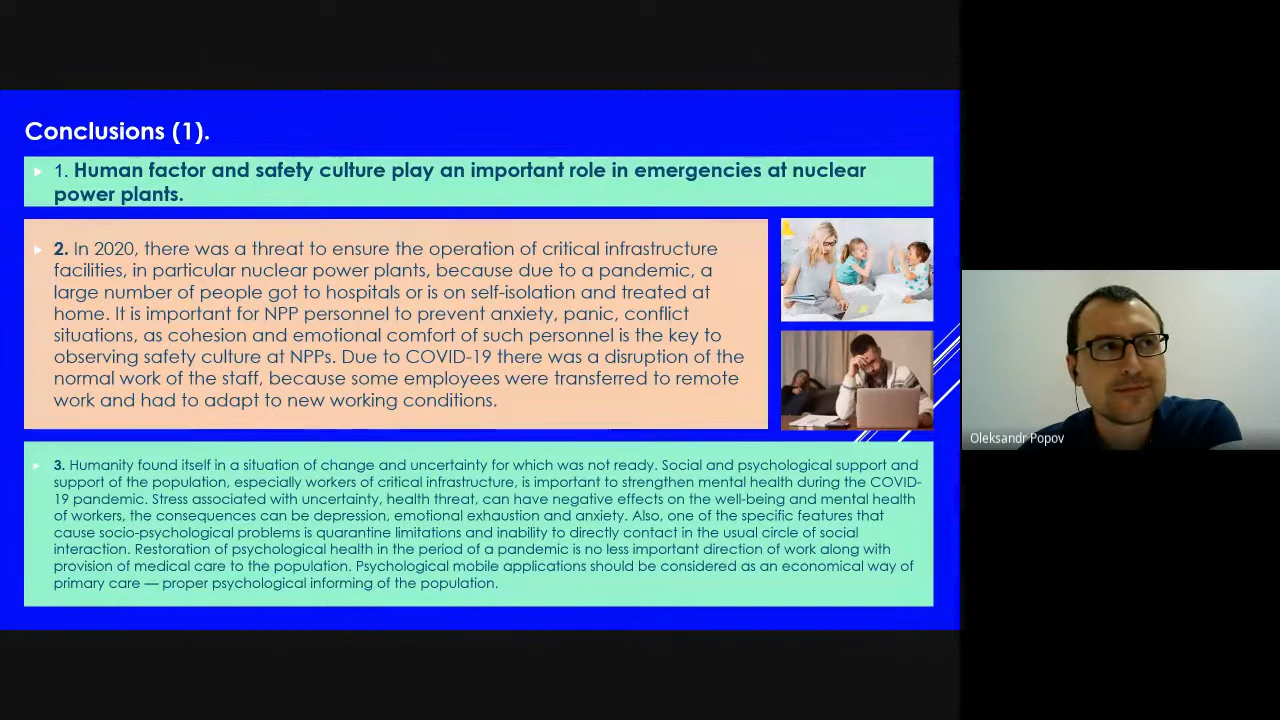 Conclusions (1).
1. Human factor and safety culture play an important role in emergencies at nuclear
power plants.
2. In 2020, there was a threat to ensure the operation of critical infrastructure
facilities, in particular nuclear power plants, because due to a pandemic, a
large number of people got to hospitals or is on self-isolation and treated at
home. It is important for NPP personnel to prevent anxiety, panic, conflict
situations, as cohesion and emotional comfort of such personnel is the key to
observing safety culture at NPPs. Due to COVID-19 there was a disruption of the
normal work of the staff, because some employees were transferred to remote
work and had to adapt to new working conditions.
3. Humanity found itself in a situation of change and uncertainty for which was not ready. Social and psychological support and
support of the population, especially workers of critical infrastructure, is important to strengthen mental health during the COVID-
19 pandemic. Stress associated with uncertainty, health threat, can have negative effects on the well-being and mental health
of workers, the consequences can be depression, emotional exhaustion and anxiety. Also, one of the specific features that
cause socio-psychological problems is quarantine limitations and inability to directly contact in the usual circle of social
interaction. Restoration of psychological health in the period of a pandemic is no less important direction of work along with
provision of medical care to the population. Psychological mobile applications should be considered as an economical way of
primary care — proper psychological informing of the population.
Oleksandr Popov